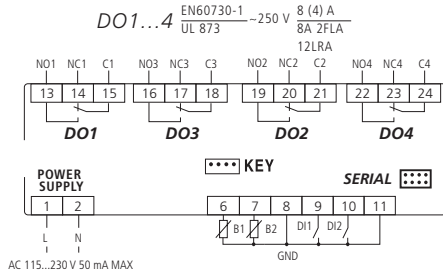 DO1...4 EN60730-1 ~250 V 8 (4) A
UL 873 8A 2FLA
12LRA
NO1 NC1 C1 NO3 NC3 C3 NO2 NC2 C2 NO4 NC4 C4
13 14 15 16 17 18 19 20 21 22 23 24
DO1 DO3 DO2 DO4
KEY
POWER
SUPPLY
SERIAL
1 2 6 7 8 9 10 11
B1 B2 DI1 DI2
L N
GND
AC 115...230 V 50 mA MAX